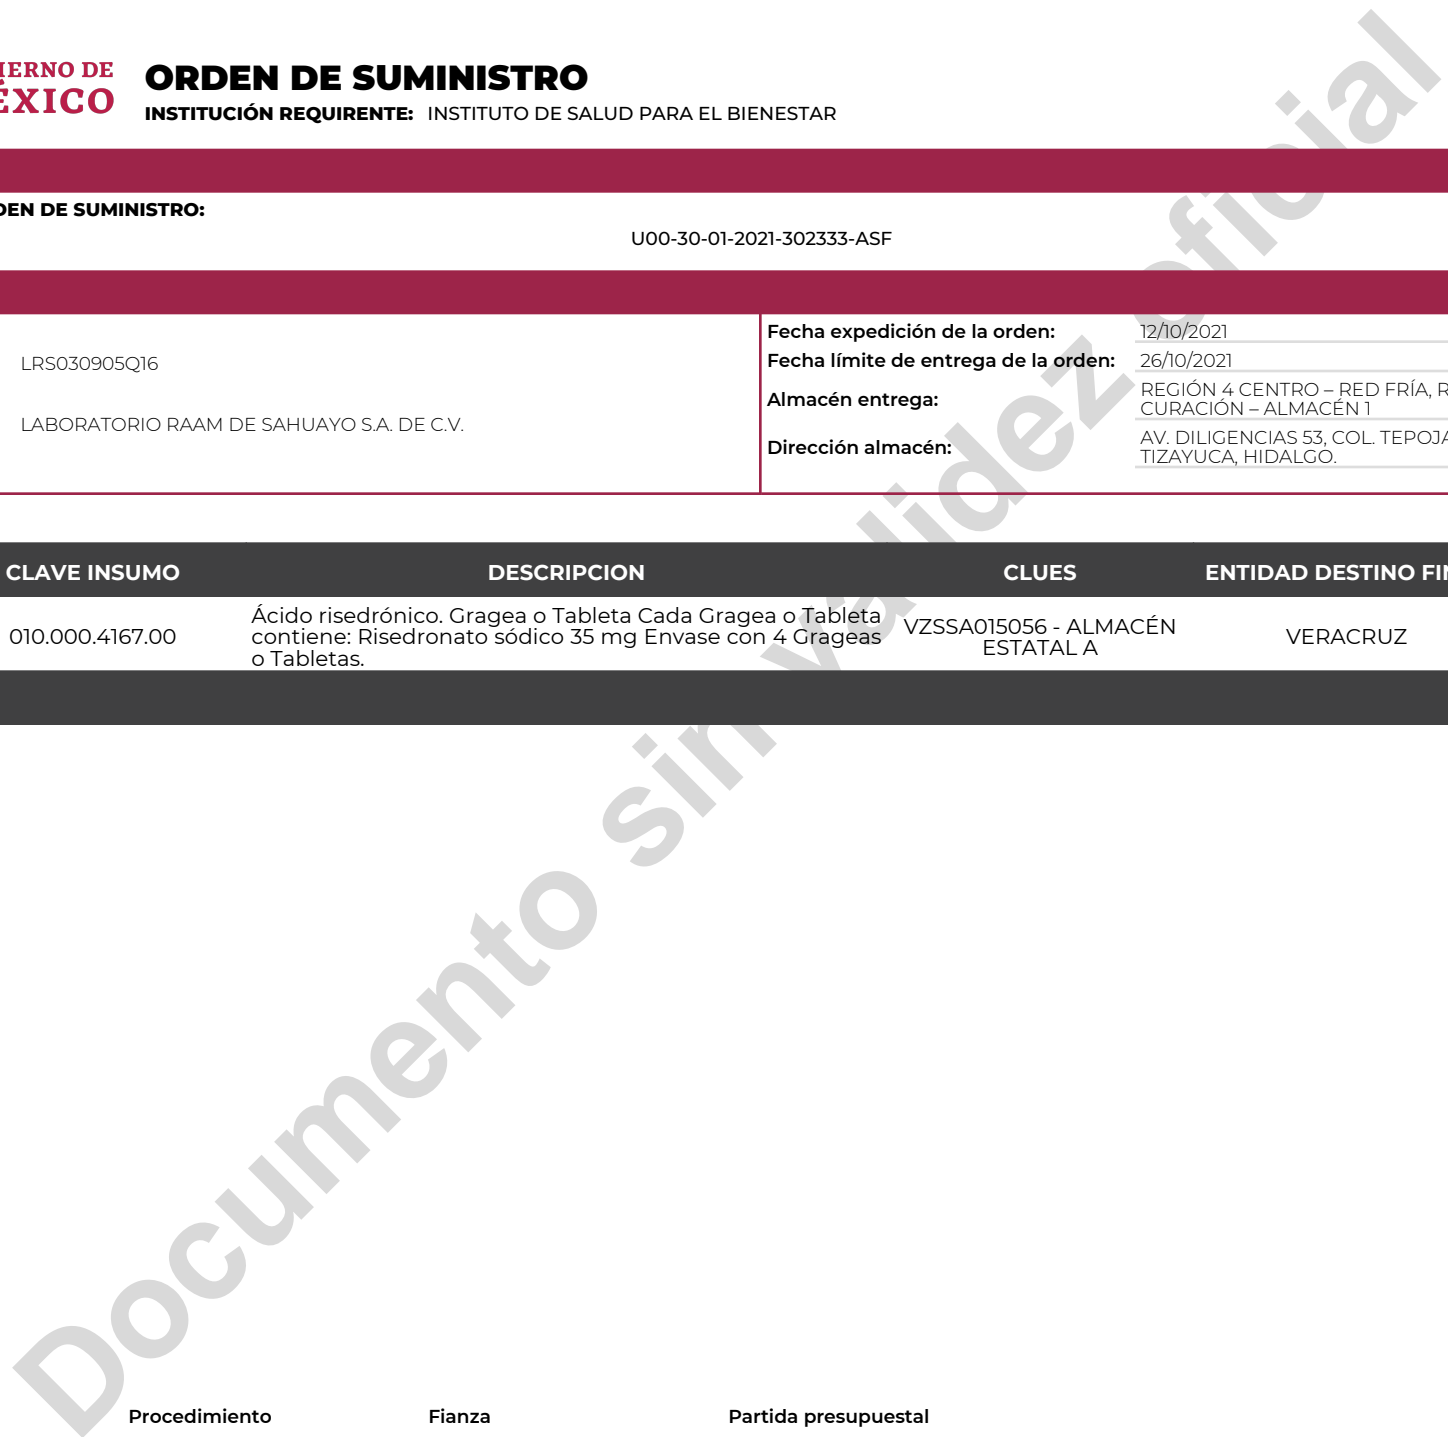 ORDEN DE SUMINISTRO
INSTITUCIÓN REQUIRENTE: INSTITUTO DE SALUD PARA EL BIENESTAR
DE
XICO
DE SUMINISTRO:
U00-30-01-2021-302333-ASF
LRS030905Q16
LABORATORIO RAAM DE SAHUAYO S.A. DE C.V.
Fecha expedición de la orden: 12/10/2021
Fecha límite de entrega de la orden: 26/10/2021
Almacén entrega: REGIÓN 4 CENTRO – RED FRÍA, R
CURACIÓN – ALMACÉN 1
Dirección almacén: AV. DILIGENCIAS 53, COL. TEPOJA
TIZAYUCA, HIDALGO.
CLAVE INSUMO DESCRIPCION CLUES ENTIDAD DESTINO FIN
010.000.4167.00
Ácido risedrónico. Gragea o Tableta Cada Gragea o Tableta
contiene: Risedronato sódico 35 mg Envase con 4 Grageas
o Tabletas.
VZSSA015056 - ALMACÉN
ESTATAL A
VERACRUZ
Documento sin validez oficial
Procedimiento Fianza Partida presupuestal